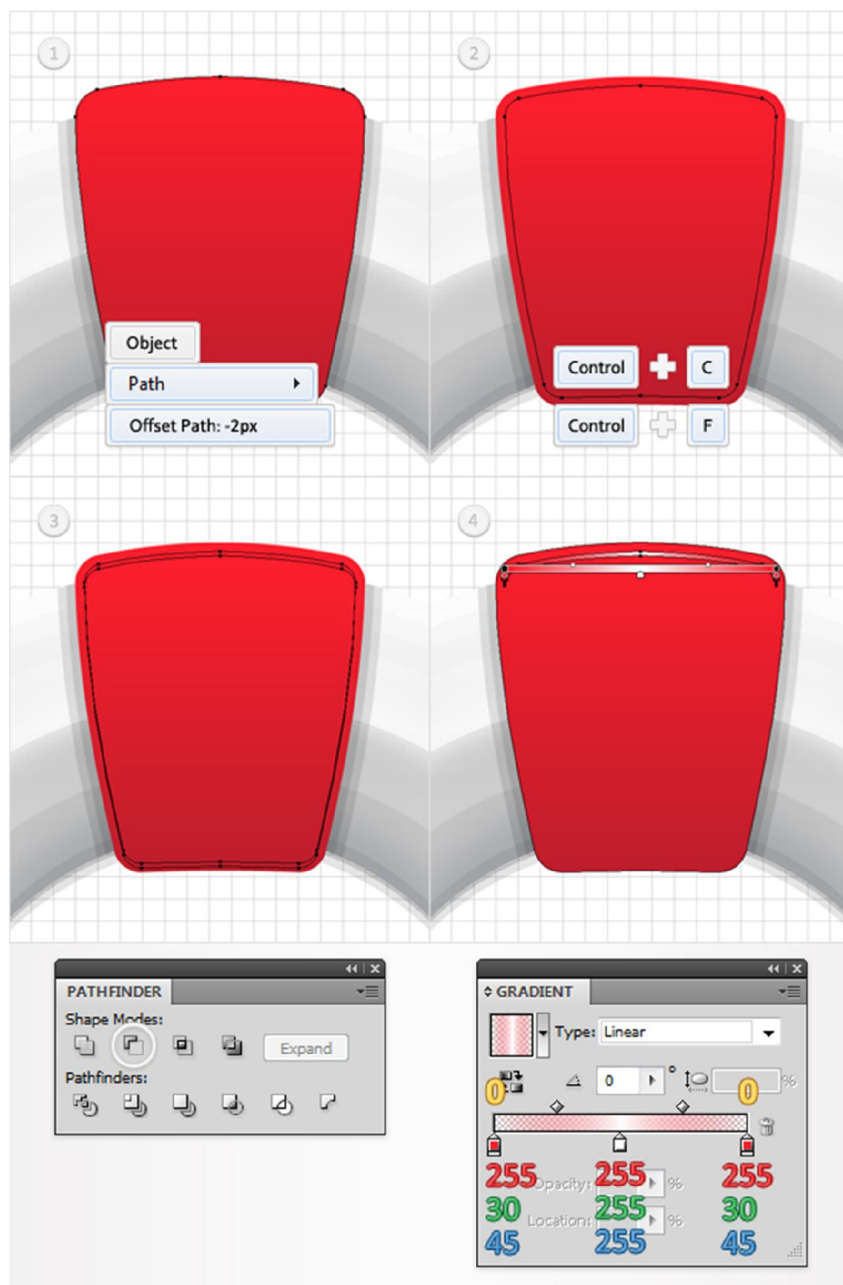 1
2
Object
Path
Offset Path: -2px
Control C
Control F
3
4
PATHFINDER
Shape Modes:
Expand
Pathfinders:
GRADIENT
Type: Linear
0 °
0 0 %
255 255 255
Opacity: %
30 255 30
Location: %
45 255 45